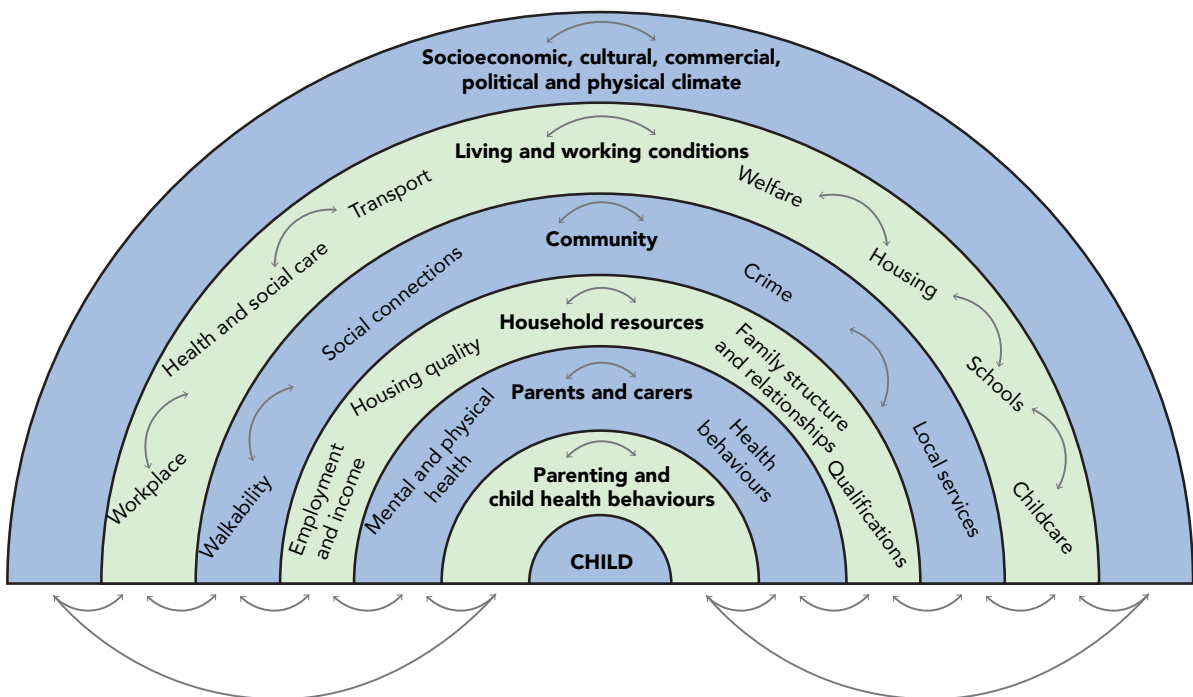 Socioeconomic, cultural, commercial,
political and physical climate
Living and working conditions
Transport
Welfare
Health and social care
Housing
Workplace
Schools
Childcare
Community
Social connections
Crime
Walkability
Local services
Household resources
Housing quality
Family structure
and relationships
Employment
and income
Qualifications
Parents and carers
Mental and physical
health
Health
behaviours
Parenting and
child health behaviours
CHILD